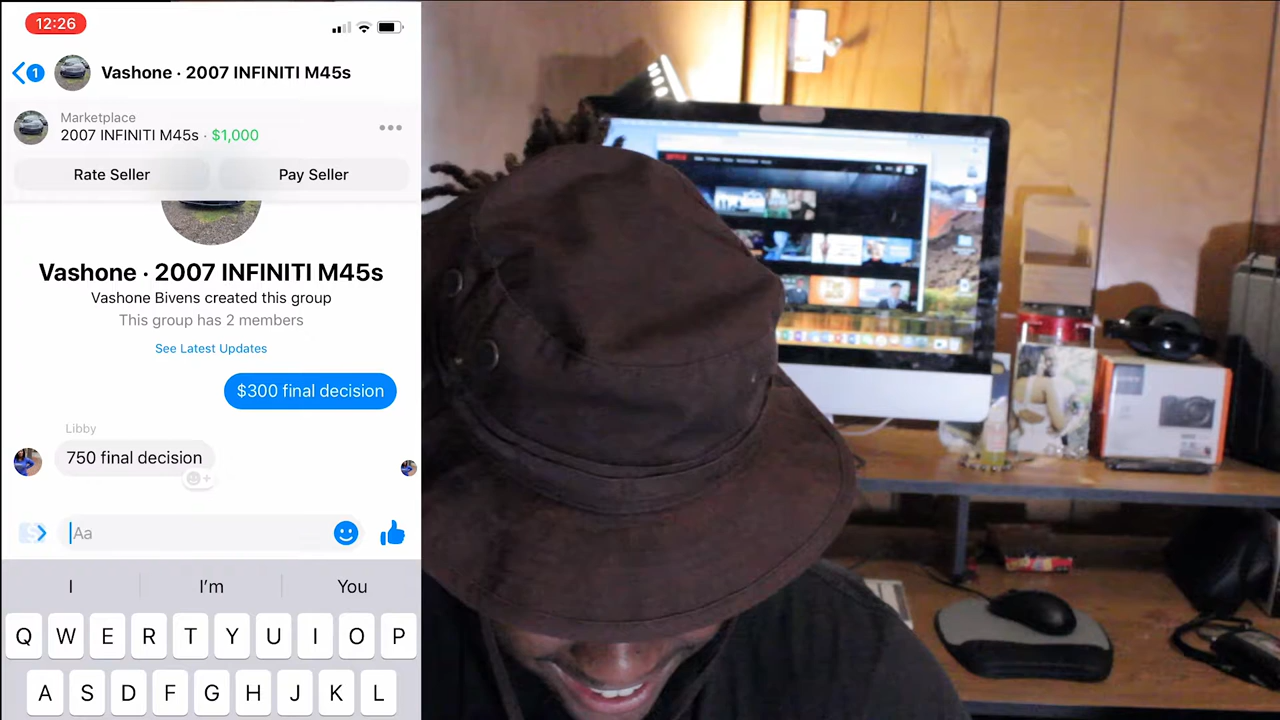 12:26
1
Vashone · 2007 INFINITI M45s
Marketplace
2007 INFINITI M45s · $1,000
Rate Seller
Pay Seller
Vashone · 2007 INFINITI M45s
Vashone Bivens created this group
This group has 2 members
See Latest Updates
$300 final decision
Libby
750 final decision
Aa
I
I'm
You
Q W E R T Y U I O P
A S D F G H J K L
NETFLIX
SONY